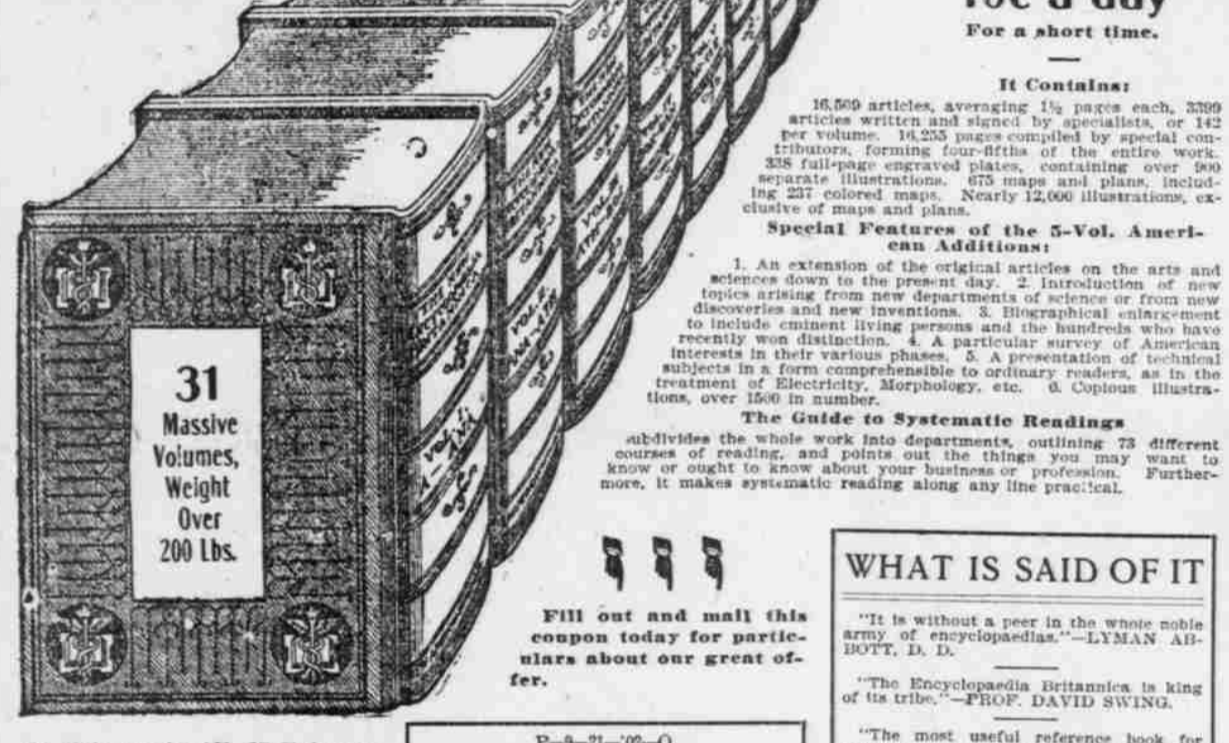 For a short time.
It Contains:
16,509 articles, averaging 1½ pages each, 3399
articles written and signed by specialists, or 142
per volume. 16,255 pages compiled by special con-
tributors, forming four-fifths of the entire work.
338 full-page engraved plates, containing over 900
separate illustrations. 675 maps and plans, includ-
ing 237 colored maps. Nearly 12,000 illustrations, ex-
clusive of maps and plans.
Special Features of the 5-Vol. Ameri-
can Additions:
1. An extension of the original articles on the arts and
sciences down to the present day. 2. Introduction of new
topics arising from new departments of science or from new
discoveries and new inventions. 3. Biographical enlargement
to include eminent living persons and the hundreds who have
recently won distinction. 4. A particular survey of American
interests in their various phases. 5. A presentation of technical
subjects in a form comprehensible to ordinary readers, as in the
treatment of Electricity, Morphology, etc. 6. Copious illustra-
tions, over 1500 in number.
The Guide to Systematic Readings
subdivides the whole work into departments, outlining 73 different
courses of reading, and points out the things you may want to
know or ought to know about your business or profession. Further-
more, it makes systematic reading along any line practical.
31
Massive
Volumes,
Weight
Over
200 Lbs.
Fill out and mail this
coupon today for partic-
ulars about our great of-
fer.
P-9-21-'02-O
WHAT IS SAID OF IT
"It is without a peer in the whole noble
army of encyclopaedias."—LYMAN AB-
BOTT, D. D.
"The Encyclopaedia Britannica is king
of its tribe."—PROF. DAVID SWING.
"The most useful reference book for